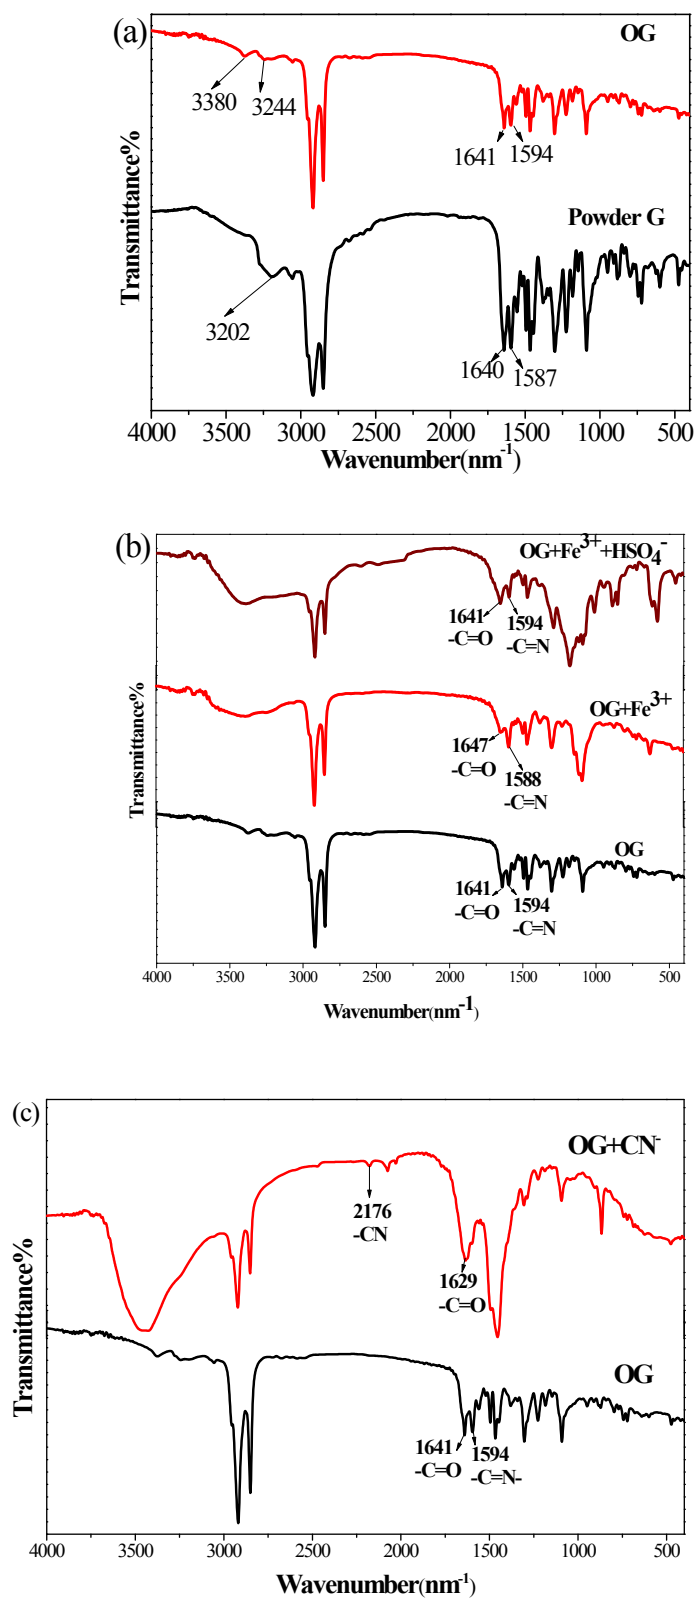 (a)
OG
3380
3244
1641
1594
Powder G
3202
1640
1587
Transmittance%
4000 3500 3000 2500 2000 1500 1000 500
Wavenumber(nm⁻¹)
(b)
OG+Fe³⁺+HSO₄⁻
1641
-C=O
1594
-C=N
OG+Fe³⁺
1647
-C=O
1588
-C=N
OG
1641
-C=O
1594
-C=N
Transmittance%
4000 3500 3000 2500 2000 1500 1000 500
Wavenumber(nm⁻¹)
(c)
OG+CN⁻
2176
-CN
1629
-C=O
OG
1641
-C=O
1594
-C=N-
Transmittance%
4000 3500 3000 2500 2000 1500 1000 500
Wavenumber(nm⁻¹)